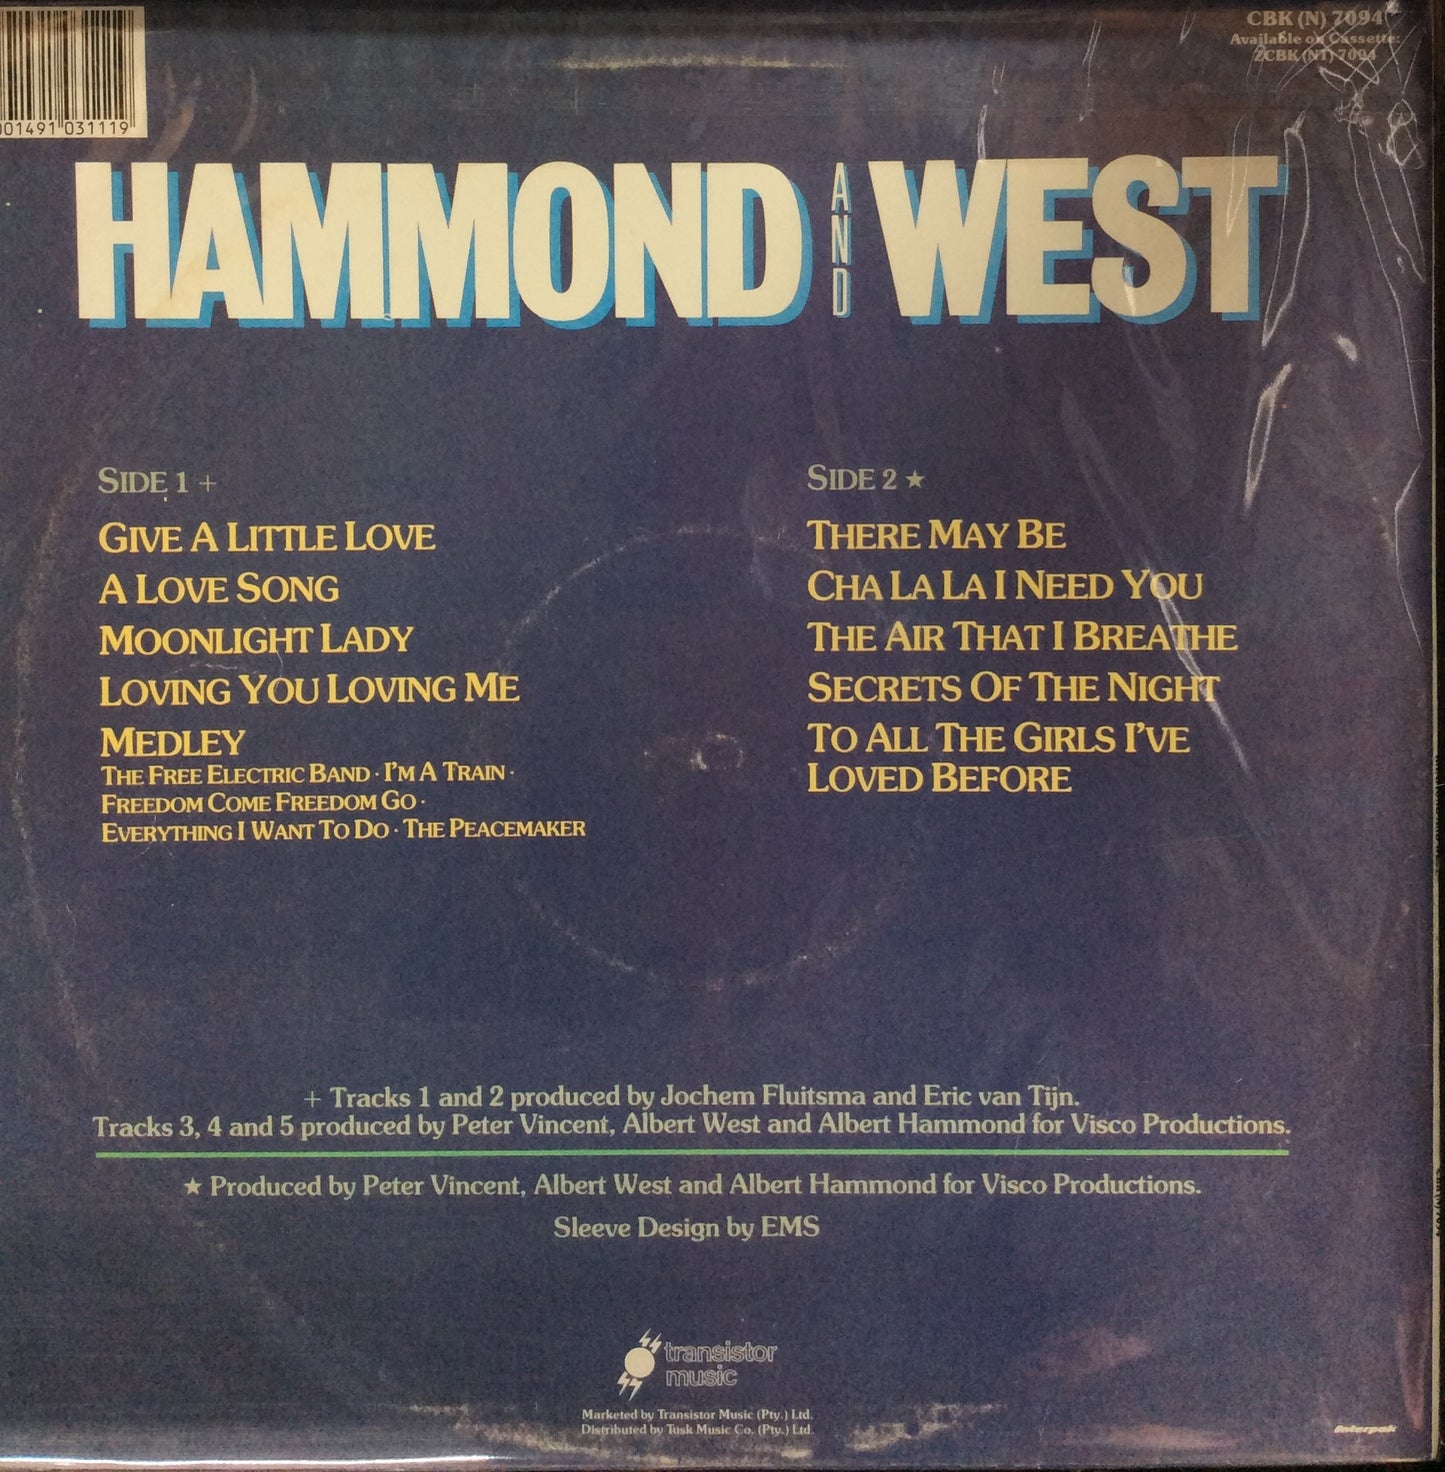 CBK (N) 7094
Available on Cassette:
ZCBK (NT) 7094
001491 031119
HAMMOND AND WEST
SIDE 1 +
GIVE A LITTLE LOVE
A LOVE SONG
MOONLIGHT LADY
LOVING YOU LOVING ME
MEDLEY
THE FREE ELECTRIC BAND · I'M A TRAIN ·
FREEDOM COME FREEDOM GO ·
EVERYTHING I WANT TO DO · THE PEACEMAKER
SIDE 2 ★
THERE MAY BE
CHA LA LA I NEED YOU
THE AIR THAT I BREATHE
SECRETS OF THE NIGHT
TO ALL THE GIRLS I'VE
LOVED BEFORE
+ Tracks 1 and 2 produced by Jochem Fluitsma and Eric van Tijn.
Tracks 3, 4 and 5 produced by Peter Vincent, Albert West and Albert Hammond for Visco Productions.
★ Produced by Peter Vincent, Albert West and Albert Hammond for Visco Productions.
Sleeve Design by EMS
transistor
music
Marketed by Transistor Music (Pty.) Ltd.
Distributed by Tusk Music Co. (Pty.) Ltd.
Interpak